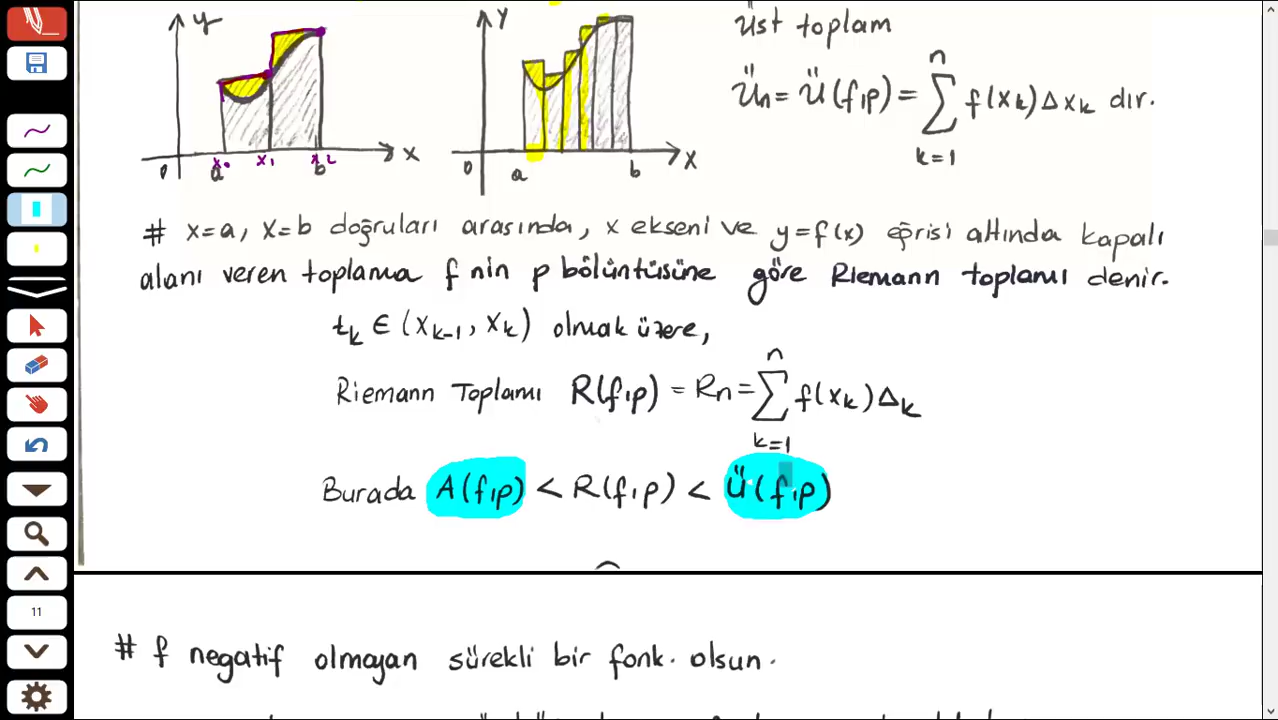 y
y
üst toplam
Ün = Ü(f,p) = n ∑ k=1 f(xk) Δxk dır.
x0 x1 x2
0 a b x
0 a b x
# x=a, x=b doğruları arasında, x ekseni ve y=f(x) eğrisi altında kapalı
alanı veren toplama f nin p bölüntüsüne göre Riemann toplamı denir.
tk ∈ (xk-1, xk) olmak üzere,
Riemann Toplamı R(f,p) = Rn = n ∑ k=1 f(xk) Δk
Burada A(f,p) < R(f,p) < Ü(f,p)
11
# f negatif olmayan sürekli bir fonk. olsun.